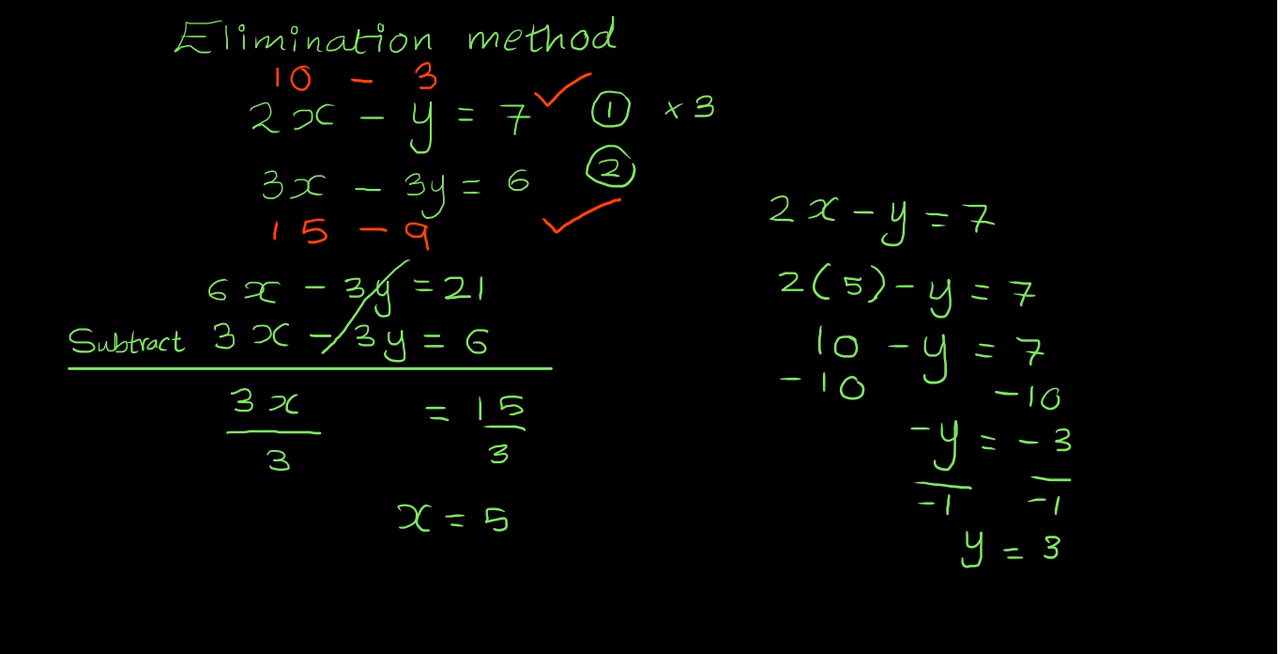 Elimination method
10 - 3
2x - y = 7 ✓ ① × 3
3x - 3y = 6 ②
15 - 9 ✓
6x - 3y = 21
Subtract 3x - 3y = 6
3x = 15
3 3
x = 5
2x - y = 7
2(5) - y = 7
10 - y = 7
-10 -10
-y = -3
-1 -1
y = 3